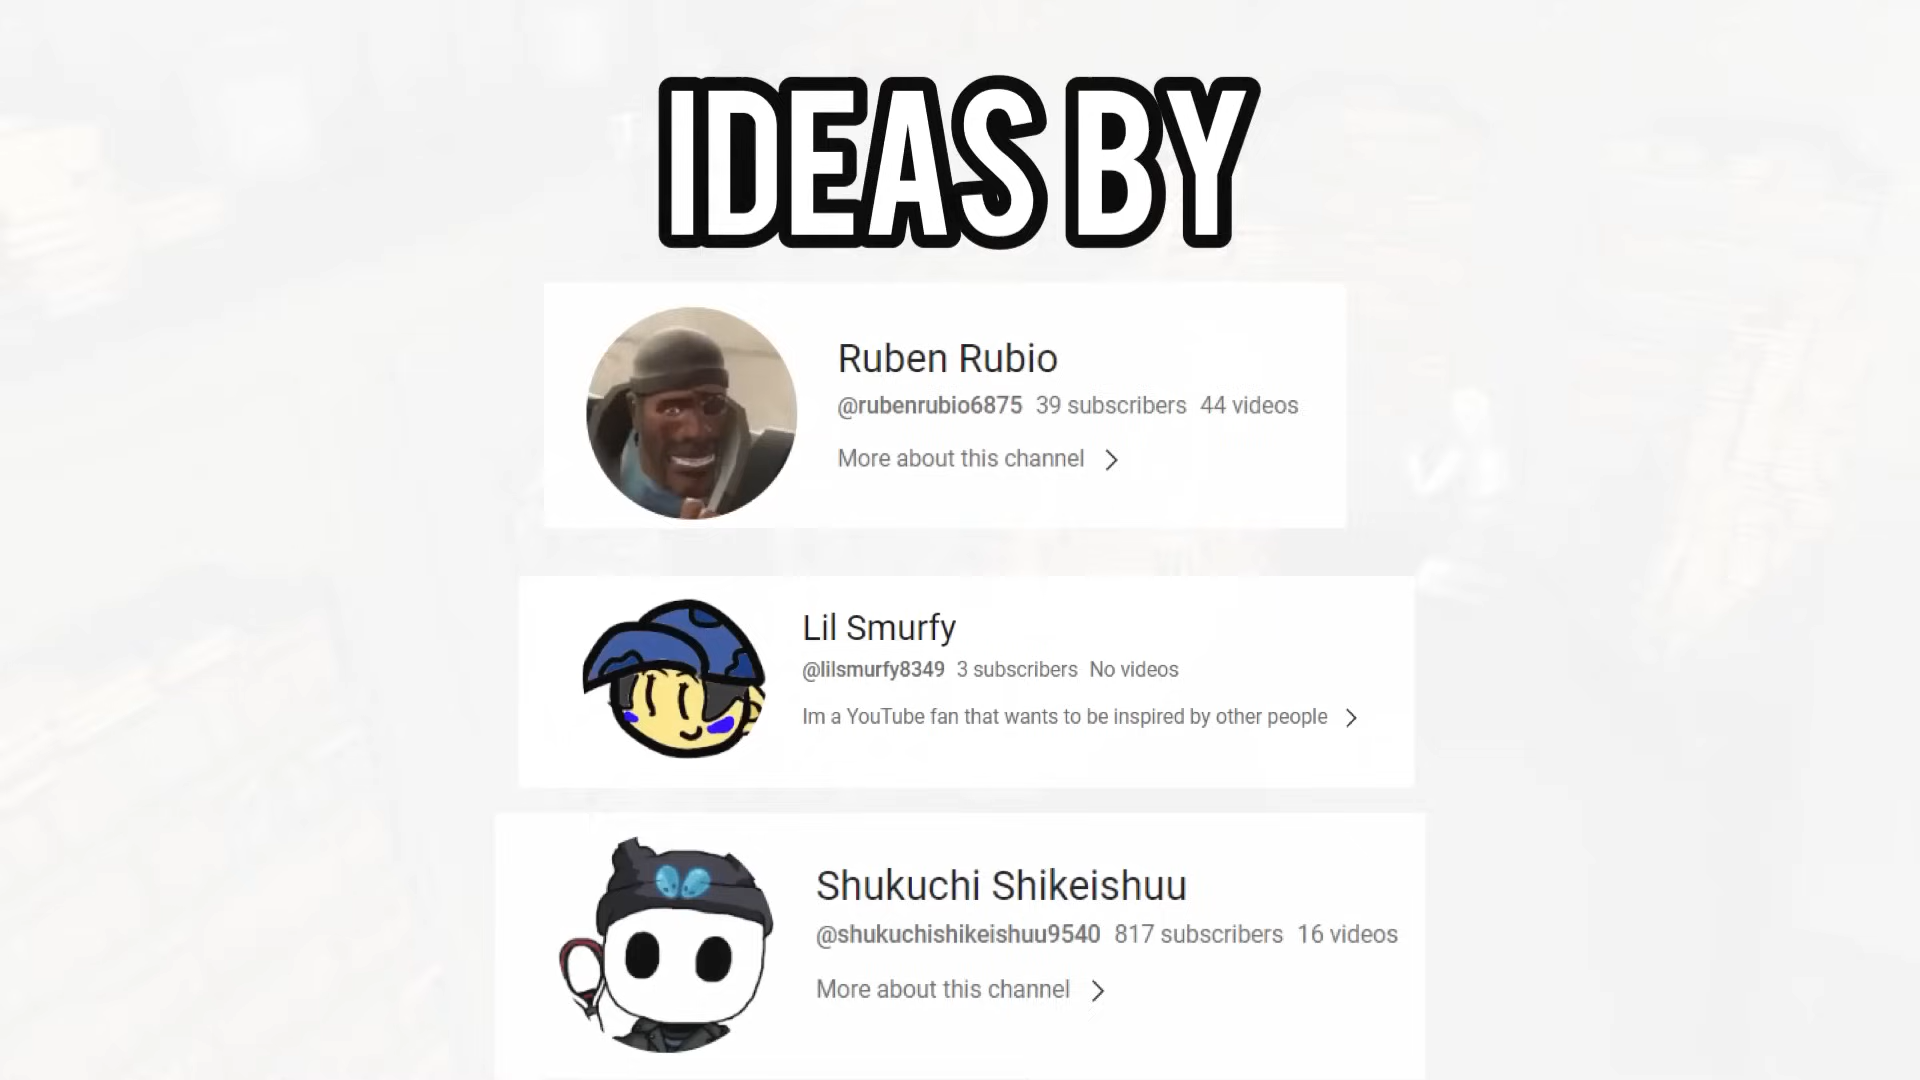 IDEAS BY
Ruben Rubio
@rubenrubio6875 39 subscribers 44 videos
More about this channel
Lil Smurfy
@lilsmurfy8349 3 subscribers No videos
Im a YouTube fan that wants to be inspired by other people
Shukuchi Shikeishuu
@shukuchishikeishuu9540 817 subscribers 16 videos
More about this channel